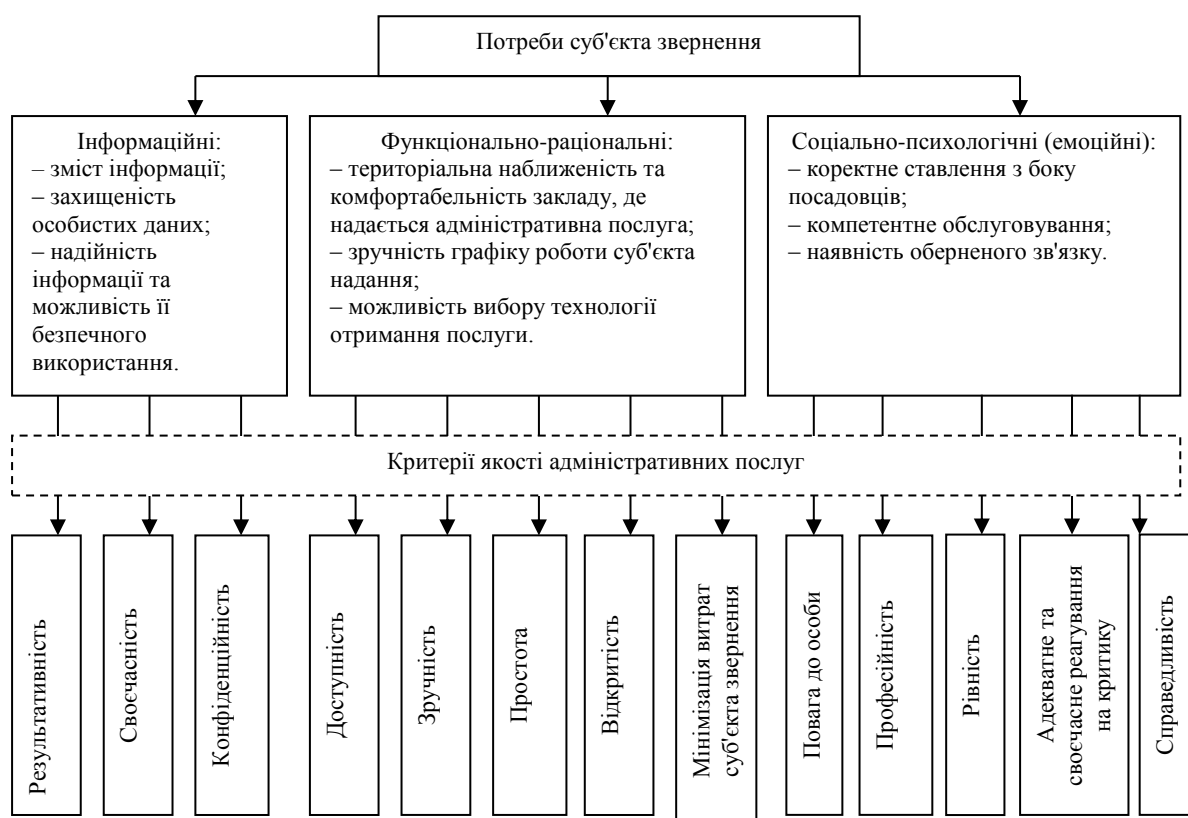 Потреби суб'єкта звернення
Інформаційні:
– зміст інформації;
– захищеність
особистих даних;
– надійність
інформації та
можливість її
безпечного
використання.
Функціонально-раціональні:
– територіальна наближеність та
комфортабельність закладу, де
надається адміністративна послуга;
– зручність графіку роботи суб'єкта
надання;
– можливість вибору технології
отримання послуги.
Соціально-психологічні (емоційні):
– коректне ставлення з боку
посадовців;
– компетентне обслуговування;
– наявність оберненого зв'язку.
Критерії якості адміністративних послуг
Результативність
Своєчасність
Конфіденційність
Доступність
Зручність
Простота
Відкритість
Мінімізація витрат
суб'єкта звернення
Повага до особи
Професійність
Рівність
Адекватне та
своєчасне реагування
на критику
Справедливість